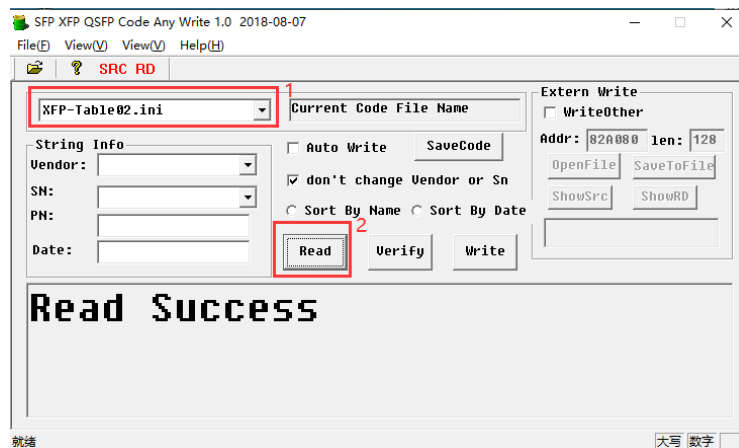 SFP XFP QSFP Code Any Write 1.0 2018-08-07
File(F) View(V) View(V) Help(H)
SRC RD
1
XFP-Table02.ini
Current Code File Name
Extern Write
WriteOther
Addr: 82A080 len: 128
OpenFile SaveToFile
ShowSrc ShowRD
String Info
Vendor:
SN:
PN:
Date:
Auto Write SaveCode
don't change Vendor or Sn
Sort By Name Sort By Date
2
Read Verify Write
Read Success
就绪 大写 数字